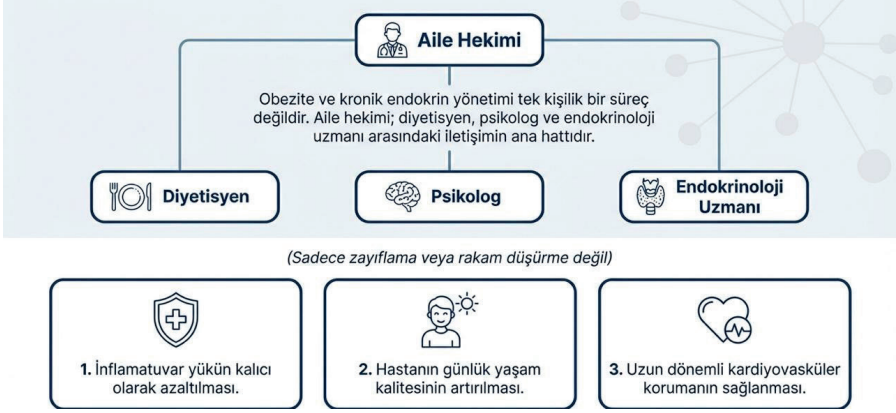 Aile Hekimi
Obezite ve kronik endokrin yönetimi tek kişilik bir süreç
değildir. Aile hekimi; diyetisyen, psikolog ve endokrinoloji
uzmanı arasındaki iletişimin ana hattıdır.
Diyetisyen
Psikolog
Endokrinoloji
Uzmanı
(Sadece zayıflama veya rakam düşürme değil)
1. İnflamatuvar yükün kalıcı
olarak azaltılması.
2. Hastanın günlük yaşam
kalitesinin artırılması.
3. Uzun dönemli kardiyovasküler
korumanın sağlanması.